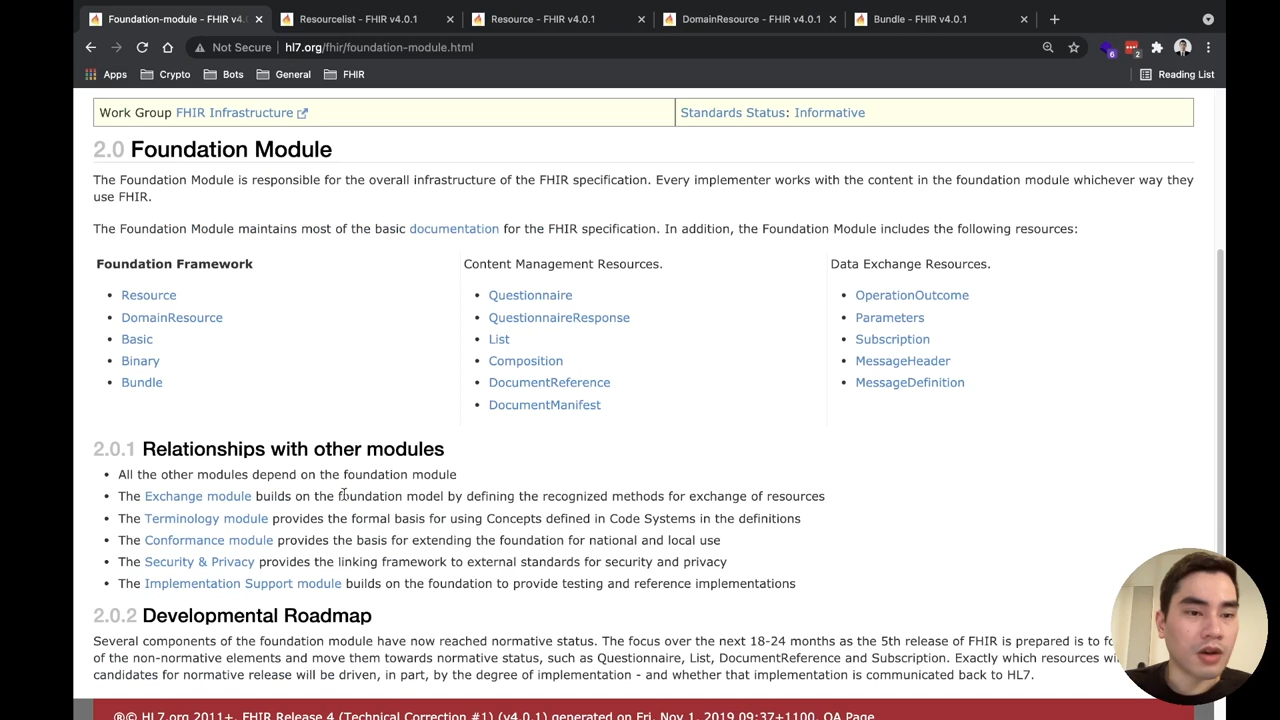 Foundation-module - FHIR v4.
Resourcelist - FHIR v4.0.1
Resource - FHIR v4.0.1
DomainResource - FHIR v4.0.1
Bundle - FHIR v4.0.1
Not Secure
hl7.org/fhir/foundation-module.html
6
2
Apps
Crypto
Bots
General
FHIR
Reading List
Work Group FHIR Infrastructure
Standards Status: Informative
2.0 Foundation Module
The Foundation Module is responsible for the overall infrastructure of the FHIR specification. Every implementer works with the content in the foundation module whichever way they
use FHIR.
The Foundation Module maintains most of the basic documentation for the FHIR specification. In addition, the Foundation Module includes the following resources:
Foundation Framework
• Resource
• DomainResource
• Basic
• Binary
• Bundle
Content Management Resources.
• Questionnaire
• QuestionnaireResponse
• List
• Composition
• DocumentReference
• DocumentManifest
Data Exchange Resources.
• OperationOutcome
• Parameters
• Subscription
• MessageHeader
• MessageDefinition
2.0.1 Relationships with other modules
• All the other modules depend on the foundation module
• The Exchange module builds on the foundation model by defining the recognized methods for exchange of resources
• The Terminology module provides the formal basis for using Concepts defined in Code Systems in the definitions
• The Conformance module provides the basis for extending the foundation for national and local use
• The Security & Privacy provides the linking framework to external standards for security and privacy
• The Implementation Support module builds on the foundation to provide testing and reference implementations
2.0.2 Developmental Roadmap
Several components of the foundation module have now reached normative status. The focus over the next 18-24 months as the 5th release of FHIR is prepared is to
of the non-normative elements and move them towards normative status, such as Questionnaire, List, DocumentReference and Subscription. Exactly which resources
candidates for normative release will be driven, in part, by the degree of implementation - and whether that implementation is communicated back to HL7.
®© HL7.org 2011+. FHIR Release 4 (Technical Correction #1) (v4.0.1) generated on Fri, Nov 1, 2019 09:37+1100. QA Page